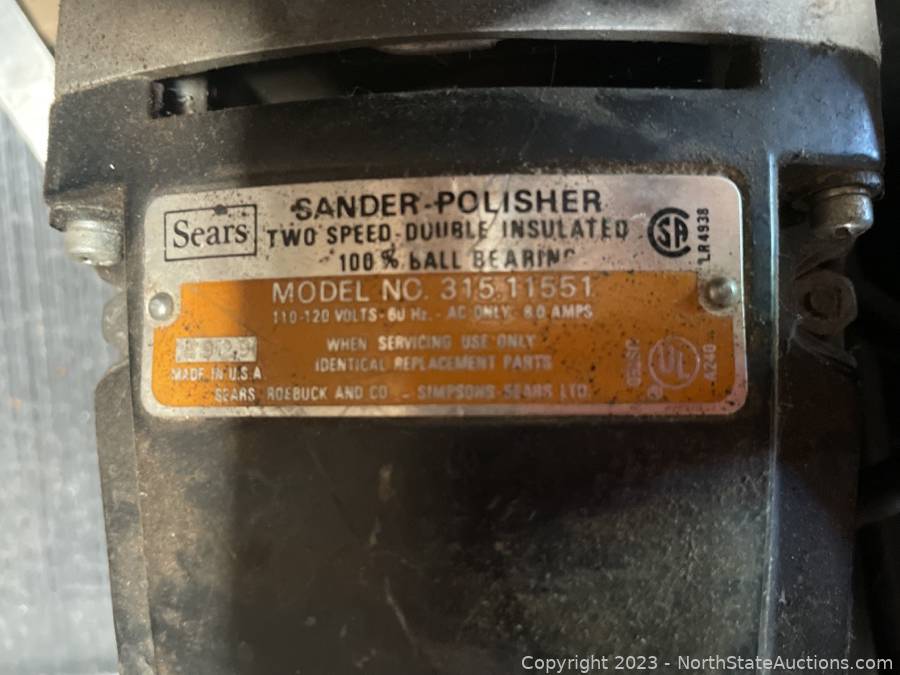 SANDER-POLISHER
Sears
TWO SPEED-DOUBLE INSULATED
100% BALL BEARING
SA
LR4938
MODEL NO. 315.11551
110-120 VOLTS-60 Hz. - AC ONLY.
AMPS
WHEN SERVICING USE ONLY
IDENTICAL REPLACEMENT PARTS
MADE IN U.S.A
UL
A240
SEARS ROEBUCK AND CO - SIMPSONS-SEARS LTD
Copyright 2023 - NorthStateAuctions.com